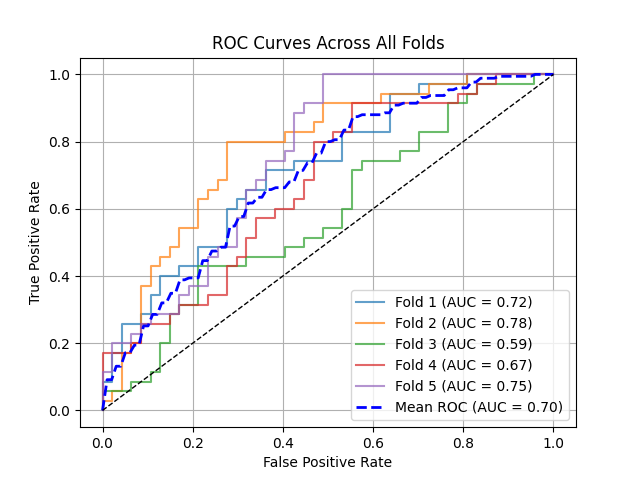 ROC Curves Across All Folds
True Positive Rate
1.0
0.8
0.6
0.4
0.2
0.0
Fold 1 (AUC = 0.72)
Fold 2 (AUC = 0.78)
Fold 3 (AUC = 0.59)
Fold 4 (AUC = 0.67)
Fold 5 (AUC = 0.75)
Mean ROC (AUC = 0.70)
0.0 0.2 0.4 0.6 0.8 1.0
False Positive Rate